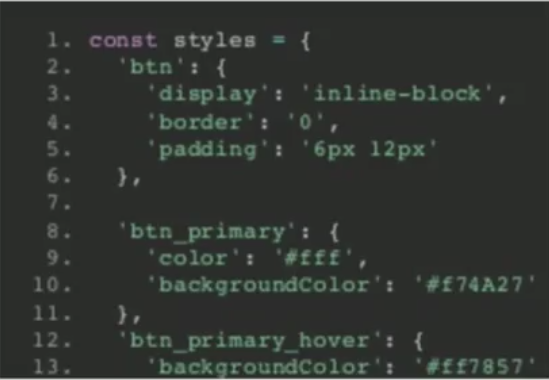 1. const styles = {
2. 'btn': {
3. 'display': 'inline-block',
4. 'border': '0',
5. 'padding': '6px 12px'
6. },
7.
8. 'btn_primary': {
9. 'color': '#fff',
10. 'backgroundColor': '#f74A27'
11. },
12. 'btn_primary_hover': {
13. 'backgroundColor': '#ff7857'